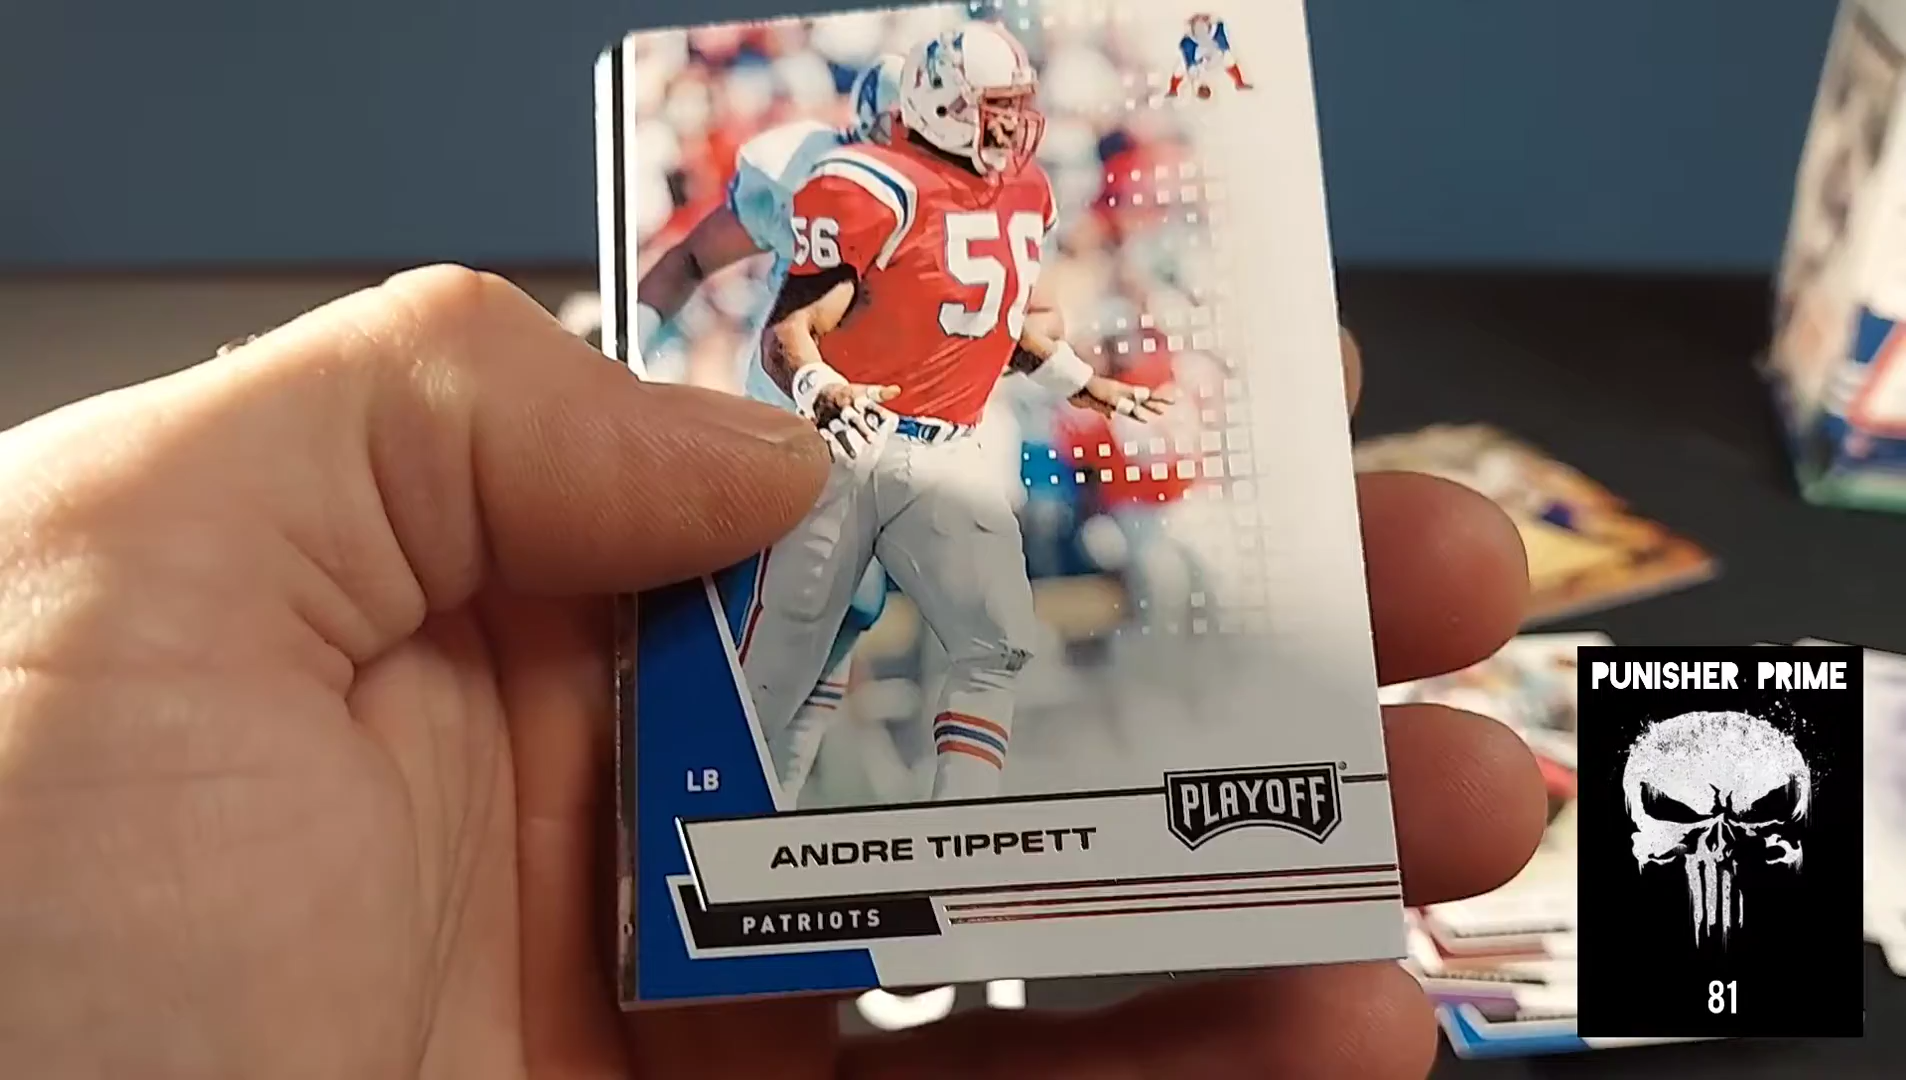 56
56
LB
PLAYOFF
ANDRE TIPPETT
PATRIOTS
PUNISHER PRIME
81